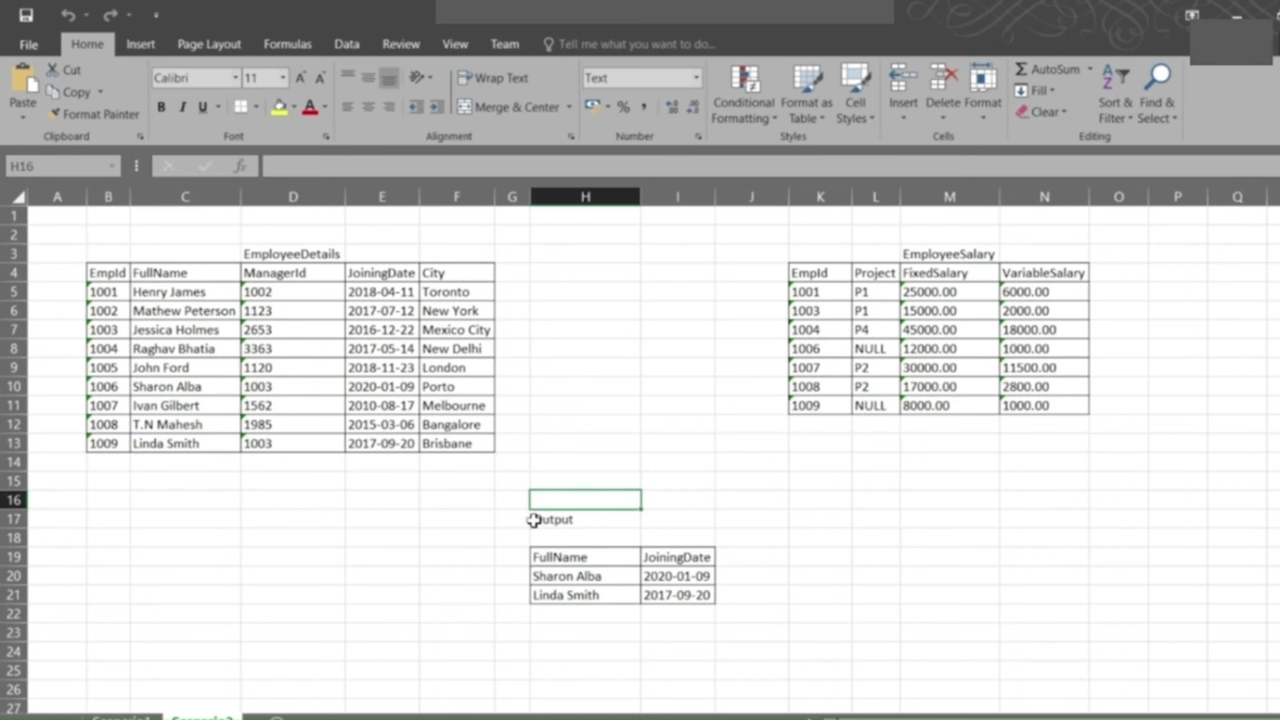 File Home Insert Page Layout Formulas Data Review View Team Tell me what you want to do...
Cut
Copy
Format Painter
Paste
Calibri 11
B I U
Wrap Text
Merge & Center
Text
Conditional Formatting
Format as Table
Cell Styles
Insert Delete Format
AutoSum
Fill
Clear
Sort & Filter
Find & Select
Clipboard Font Alignment Number Styles Cells Editing
H16 fx
A B C D E F G H I J K L M N O P Q
1
2
3 EmployeeDetails EmployeeSalary
4 EmpId FullName ManagerId JoiningDate City EmpId Project FixedSalary VariableSalary
5 1001 Henry James 1002 2018-04-11 Toronto 1001 P1 25000.00 6000.00
6 1002 Mathew Peterson 1123 2017-07-12 New York 1003 P1 15000.00 2000.00
7 1003 Jessica Holmes 2653 2016-12-22 Mexico City 1004 P4 45000.00 18000.00
8 1004 Raghav Bhatia 3363 2017-05-14 New Delhi 1006 NULL 12000.00 1000.00
9 1005 John Ford 1120 2018-11-23 London 1007 P2 30000.00 11500.00
10 1006 Sharon Alba 1003 2020-01-09 Porto 1008 P2 17000.00 2800.00
11 1007 Ivan Gilbert 1562 2010-08-17 Melbourne 1009 NULL 8000.00 1000.00
12 1008 T.N Mahesh 1985 2015-03-06 Bangalore
13 1009 Linda Smith 1003 2017-09-20 Brisbane
14
15
16
17 utput
18
19 FullName JoiningDate
20 Sharon Alba 2020-01-09
21 Linda Smith 2017-09-20
22
23
24
25
26
27